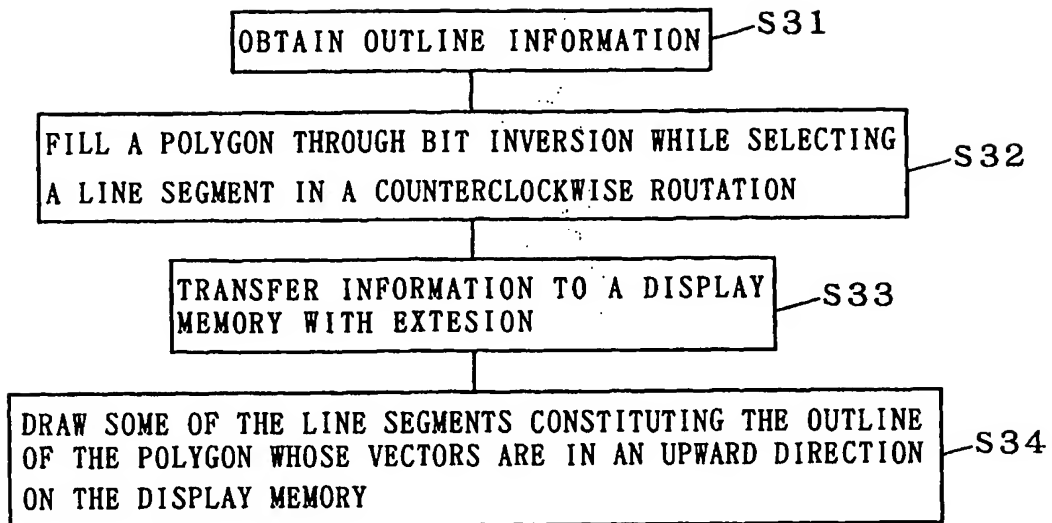 OBTAIN OUTLINE INFORMATION
S31
FILL A POLYGON THROUGH BIT INVERSION WHILE SELECTING
A LINE SEGMENT IN A COUNTERCLOCKWISE ROUTATION
S32
TRANSFER INFORMATION TO A DISPLAY
MEMORY WITH EXTESION
S33
DRAW SOME OF THE LINE SEGMENTS CONSTITUTING THE OUTLINE
OF THE POLYGON WHOSE VECTORS ARE IN AN UPWARD DIRECTION
ON THE DISPLAY MEMORY
S34